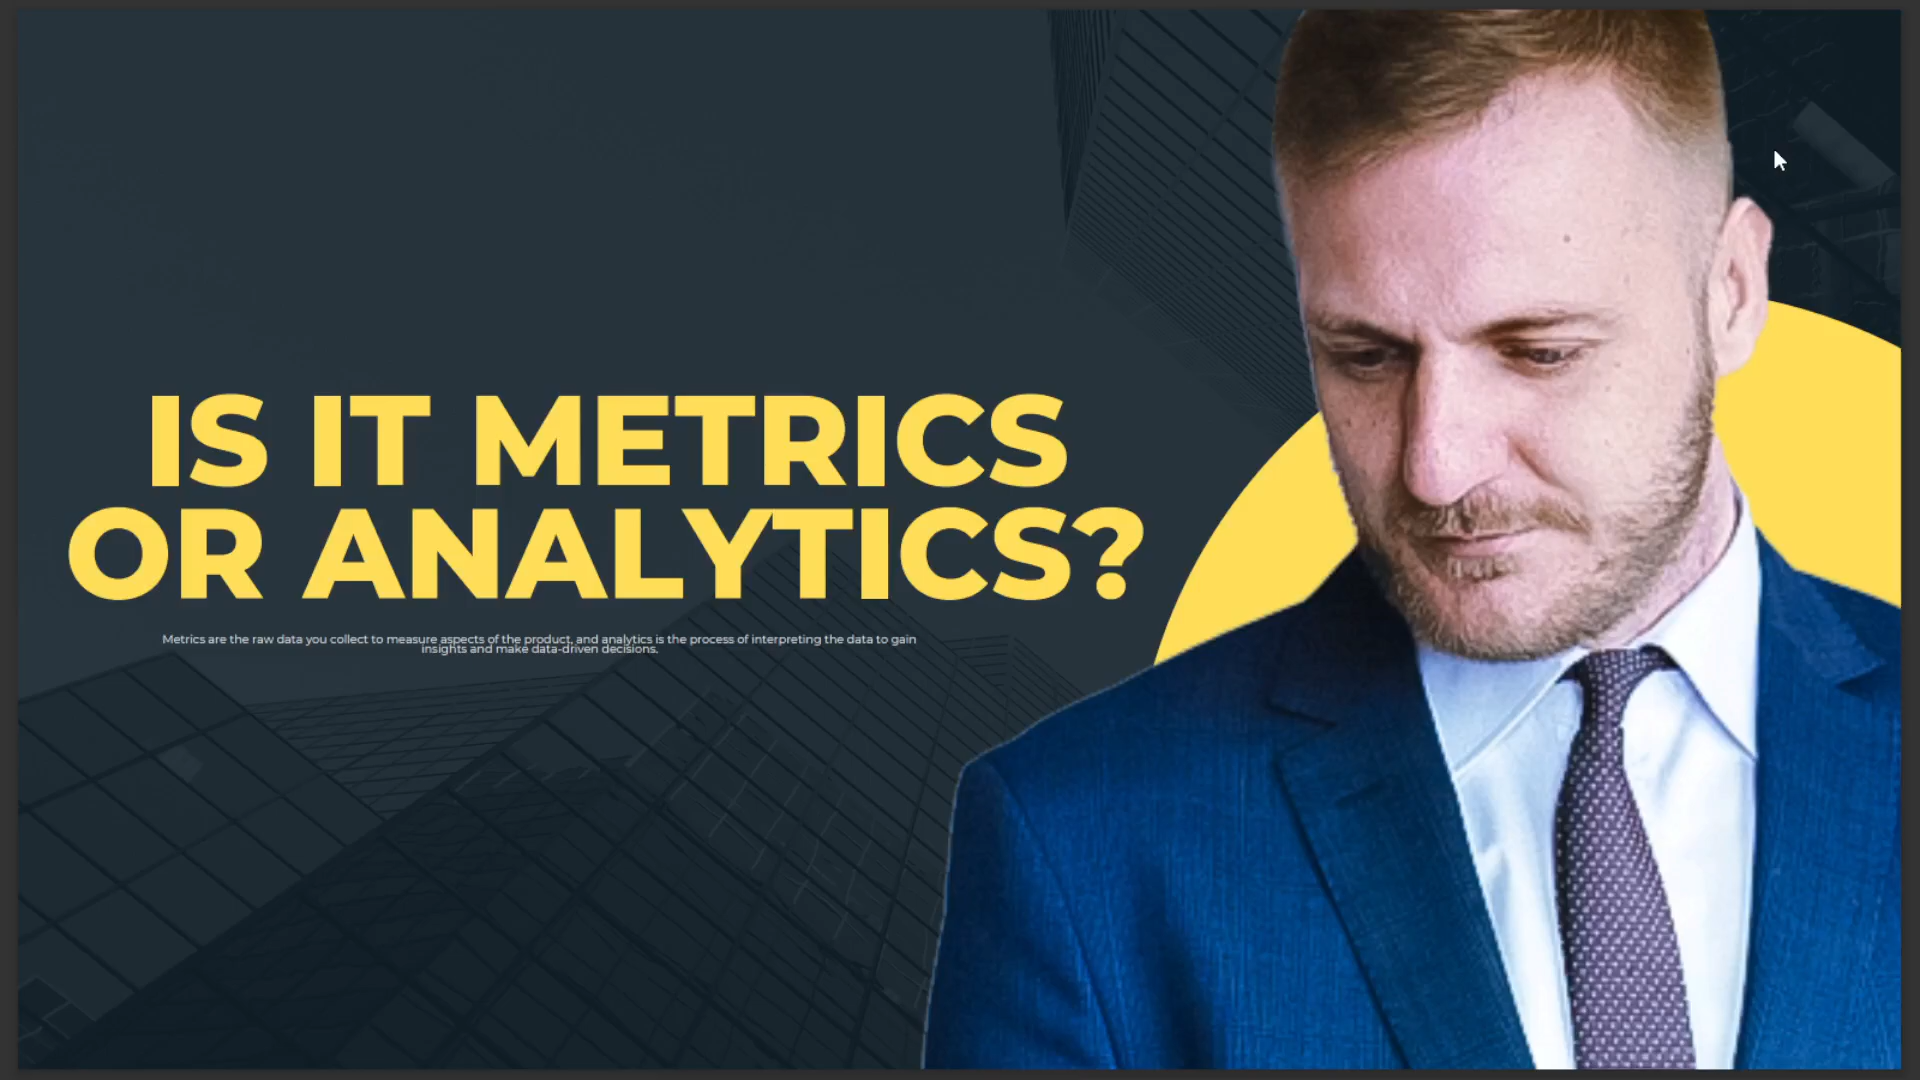 IS IT METRICS
OR ANALYTICS?
Metrics are the raw data you collect to measure aspects of the product, and analytics is the process of interpreting the data to gain
insights and make data-driven decisions.